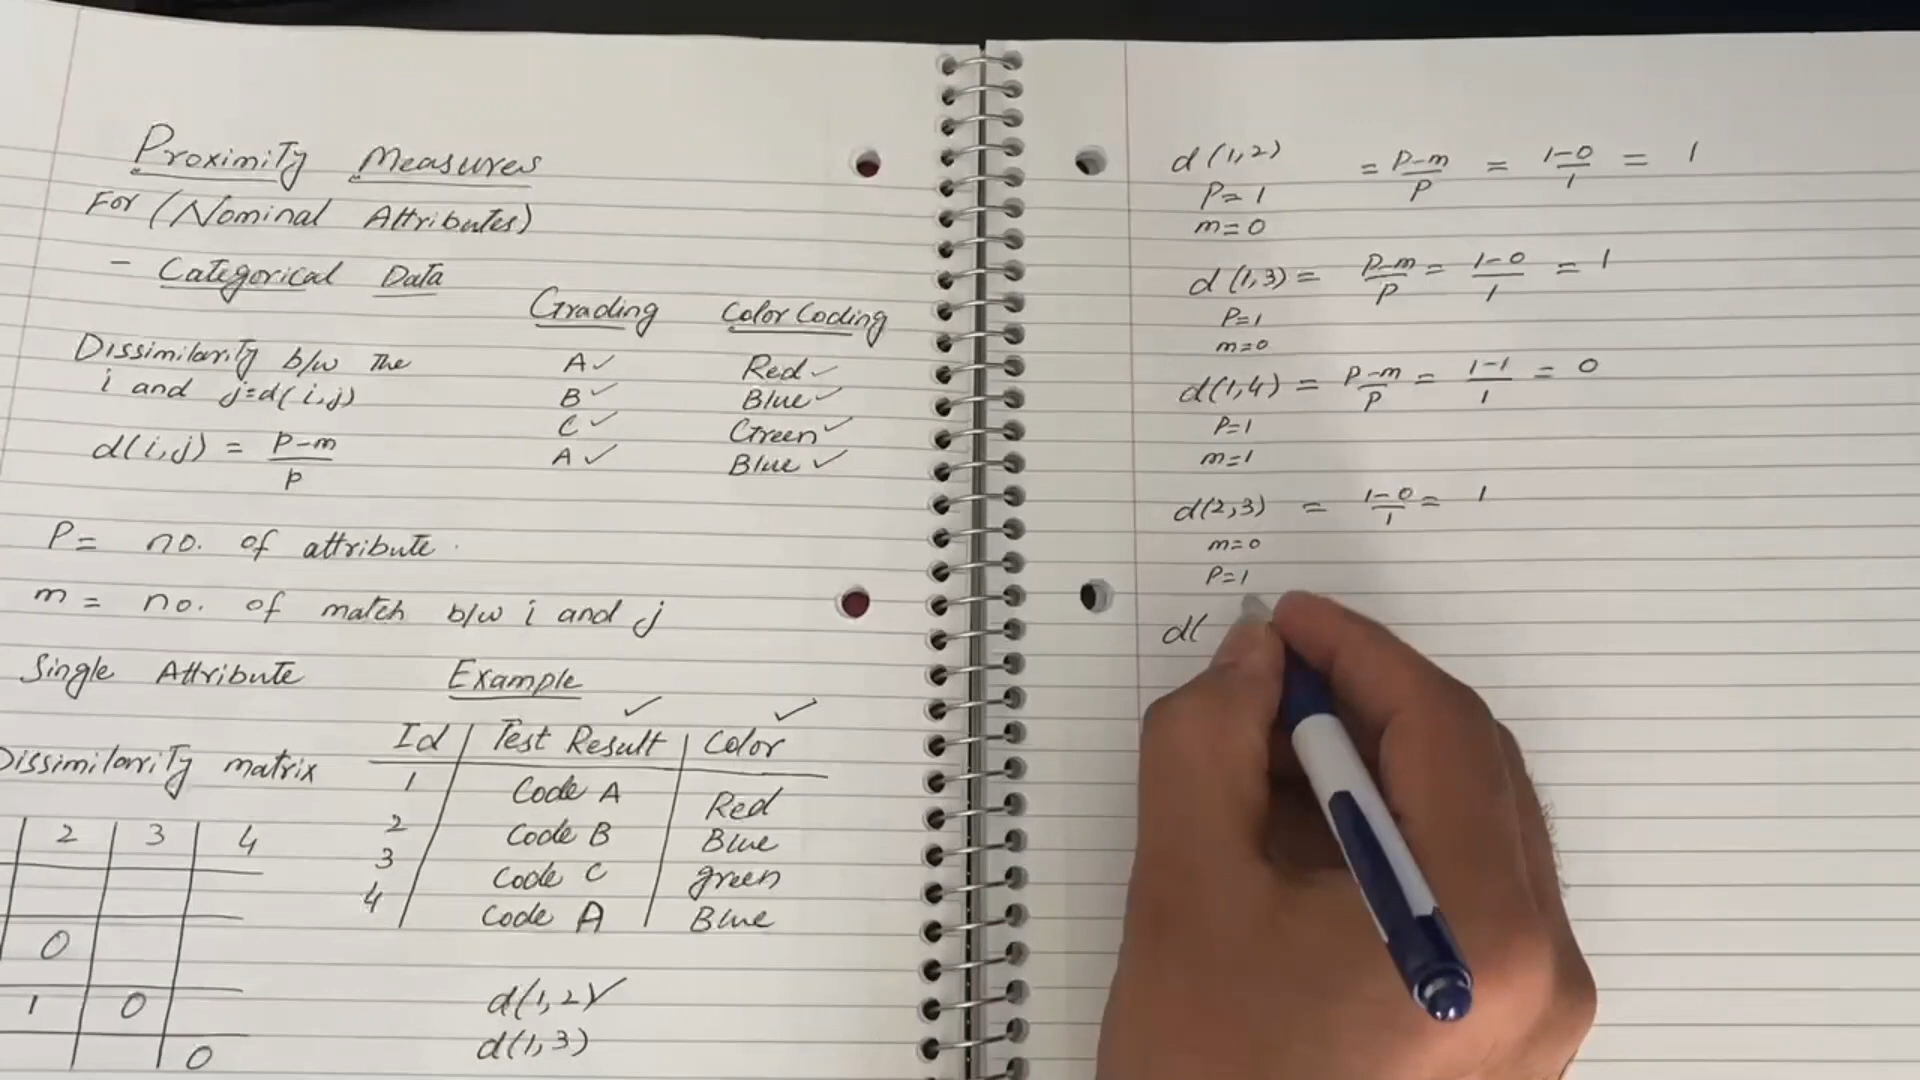 Proximity Measures
For (Nominal Attributes)
- Categorical Data
Grading Color Coding
A ✓ Red ✓
B ✓ Blue ✓
C ✓ Green ✓
A ✓ Blue ✓
Dissimilarity b/w The
i and j = d(i,j)
d(i,j) = p-m
p
P = no. of attribute.
m = no. of match b/w i and j
Single Attribute
Example
✓ ✓
Id Test Result Color
1 Code A Red
2 Code B Blue
3 Code C green
4 Code A Blue
Dissimilarity matrix
2 3 4
0
1 0
0
d(1,2) ✓
d(1,3)
d(1,2) = p-m = 1-0 = 1
p 1
P=1
m=0
d(1,3) = p-m = 1-0 = 1
p 1
P=1
m=0
d(1,4) = p-m = 1-1 = 0
p 1
P=1
m=1
d(2,3) = 1-0 = 1
1
m=0
P=1
d(